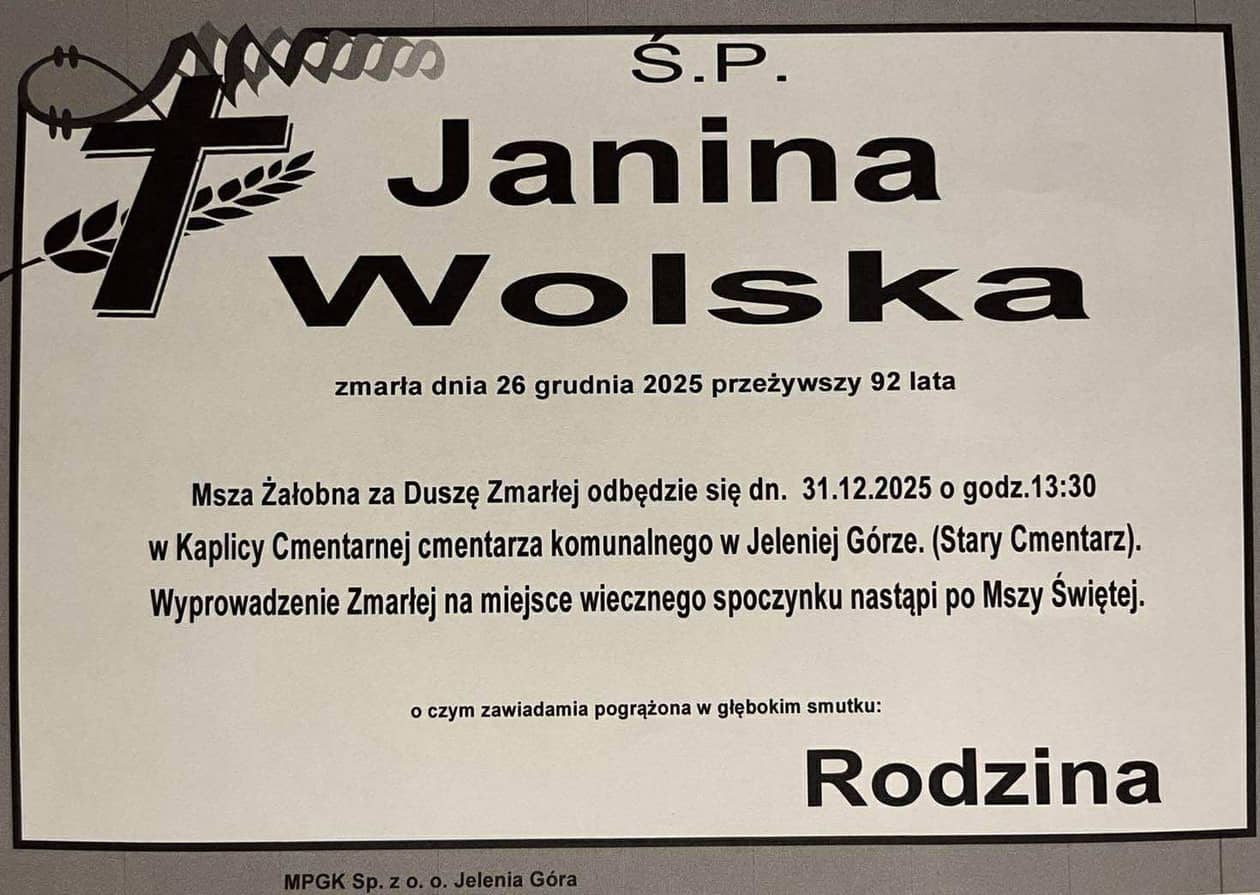 Ś.P.
Janina
Wolska
zmarła dnia 26 grudnia 2025 przeżywszy 92 lata
Msza Żałobna za Duszę Zmarłej odbędzie się dn. 31.12.2025 o godz.13:30
w Kaplicy Cmentarnej cmentarza komunalnego w Jeleniej Górze. (Stary Cmentarz).
Wyprowadzenie Zmarłej na miejsce wiecznego spoczynku nastąpi po Mszy Świętej.
o czym zawiadamia pogrążona w głębokim smutku:
Rodzina
MPGK Sp. z o. o. Jelenia Góra